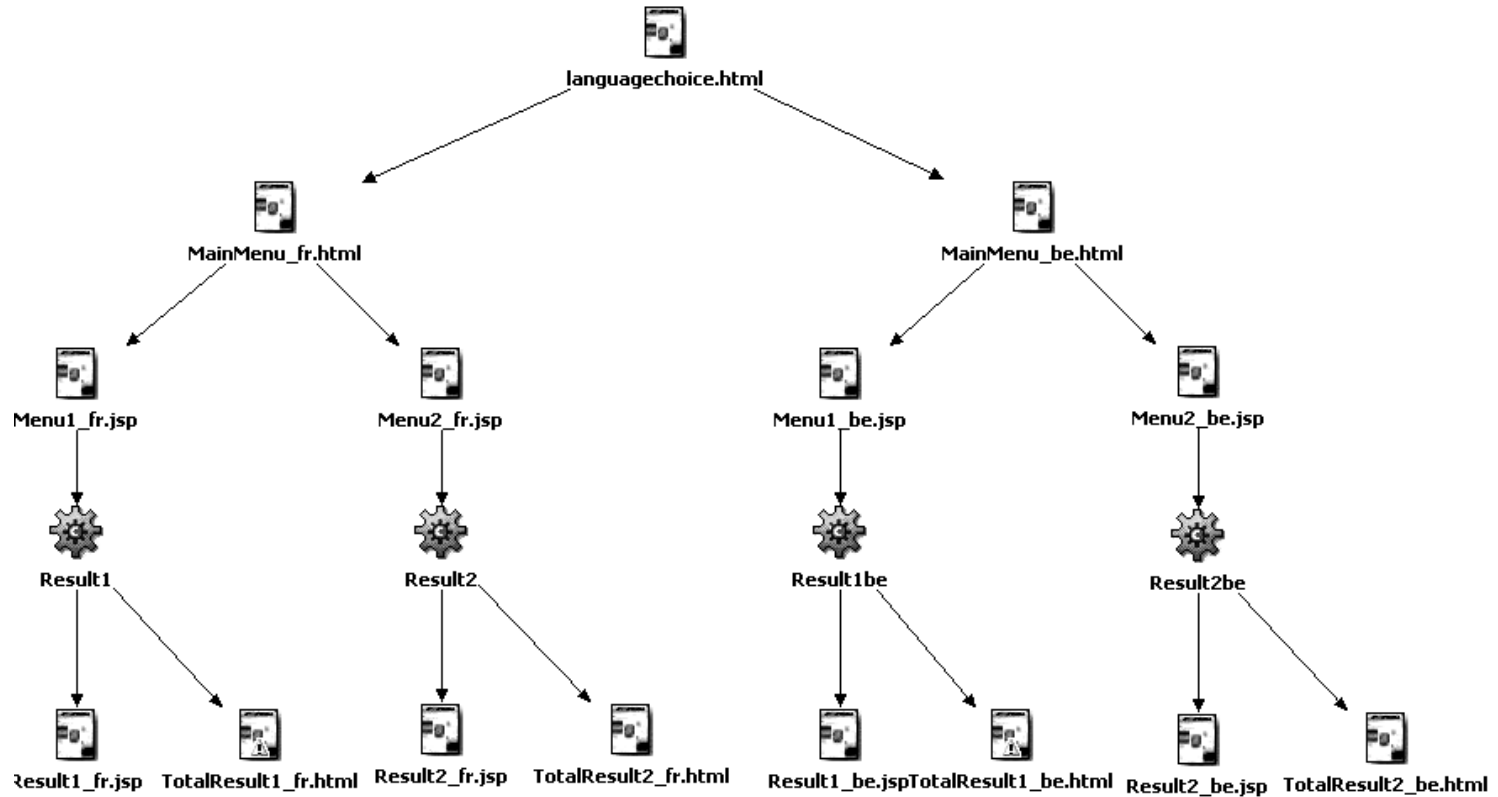 languagechoice.html
MainMenu_fr.html
MainMenu_be.html
Menu1_fr.jsp
Menu2_fr.jsp
Menu1_be.jsp
Menu2_be.jsp
Result1
Result2
Result1be
Result2be
Result1_fr.jsp
TotalResult1_fr.html
Result2_fr.jsp
TotalResult2_fr.html
Result1_be.jsp
TotalResult1_be.html
Result2_be.jsp
TotalResult2_be.html